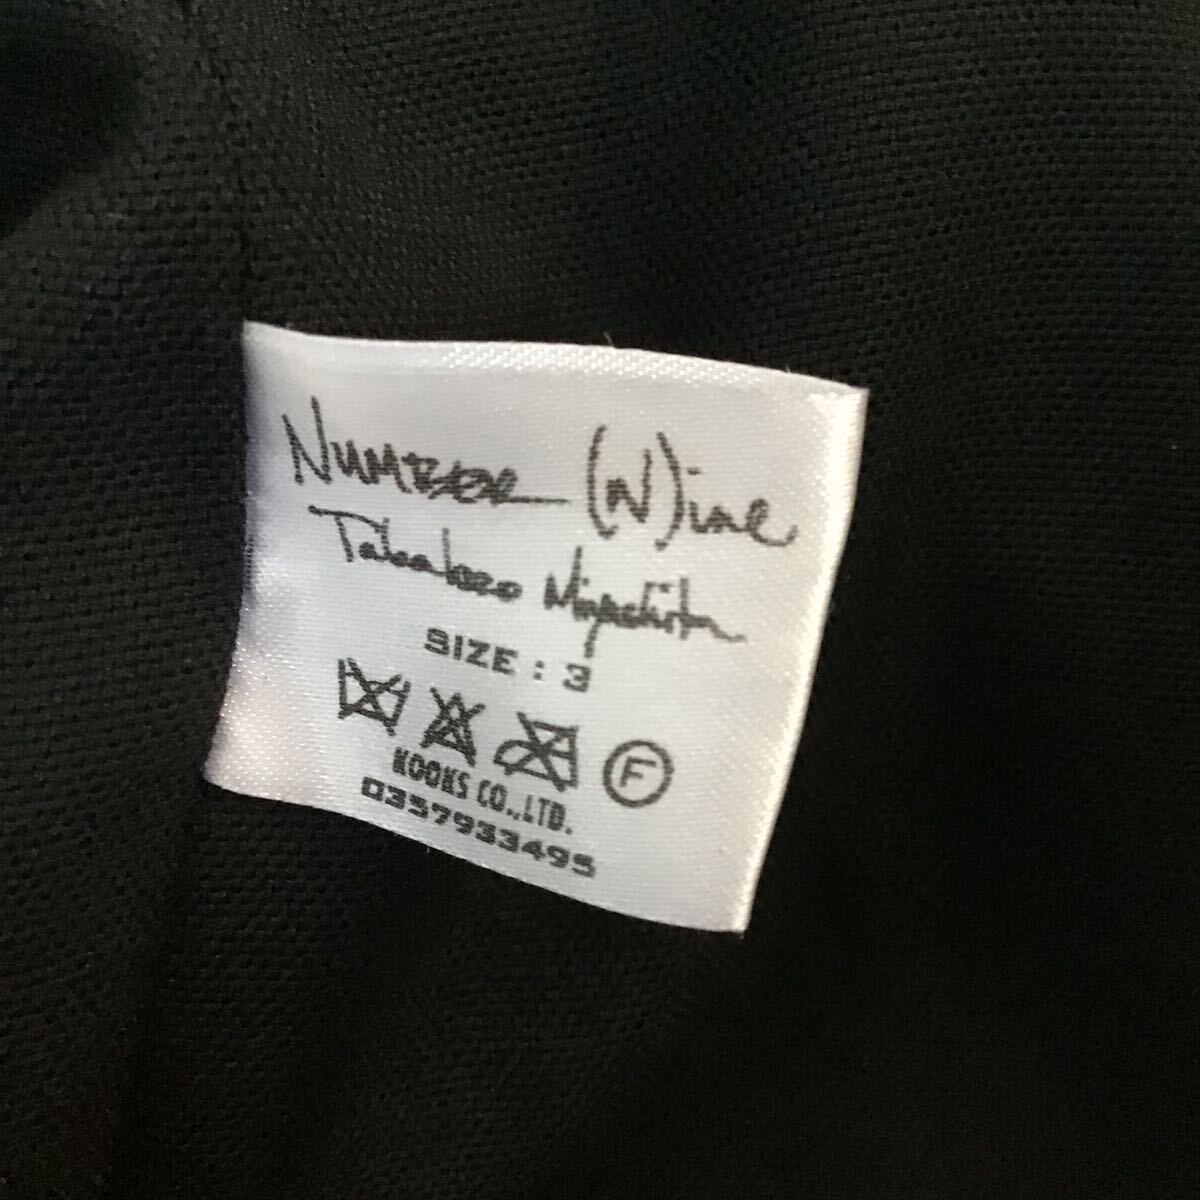 NUMBER (N)ine
Takahiro Miyashita
SIZE : 3
F
KOOKS CO.,LTD.
0357933495